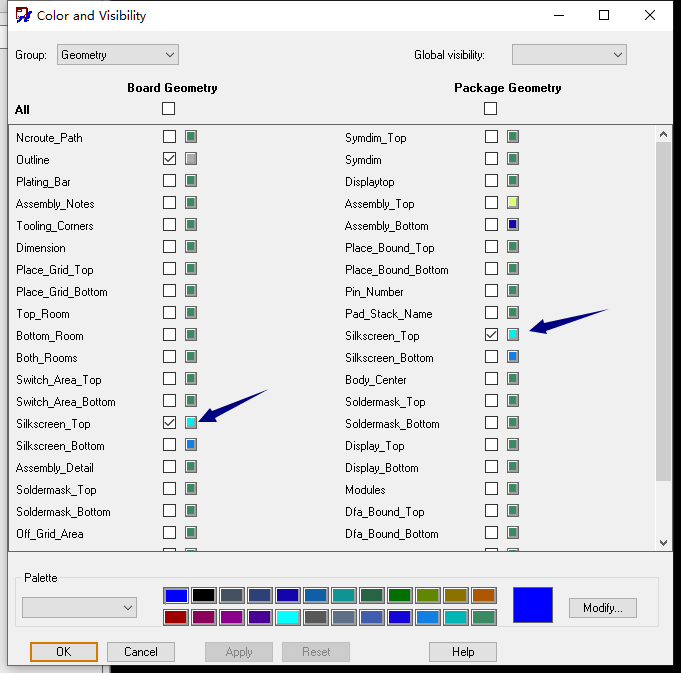 Color and Visibility
Group: Geometry Global visibility:
Board Geometry Package Geometry
All
Ncroute_Path Symdim_Top
Outline Symdim
Plating_Bar Displaytop
Assembly_Notes Assembly_Top
Tooling_Corners Assembly_Bottom
Dimension Place_Bound_Top
Place_Grid_Top Place_Bound_Bottom
Place_Grid_Bottom Pin_Number
Top_Room Pad_Stack_Name
Bottom_Room Silkscreen_Top
Both_Rooms Silkscreen_Bottom
Switch_Area_Top Body_Center
Switch_Area_Bottom Soldermask_Top
Silkscreen_Top Soldermask_Bottom
Silkscreen_Bottom Display_Top
Assembly_Detail Display_Bottom
Soldermask_Top Modules
Soldermask_Bottom Dfa_Bound_Top
Off_Grid_Area Dfa_Bound_Bottom
Palette
Modify...
OK Cancel Apply Reset Help